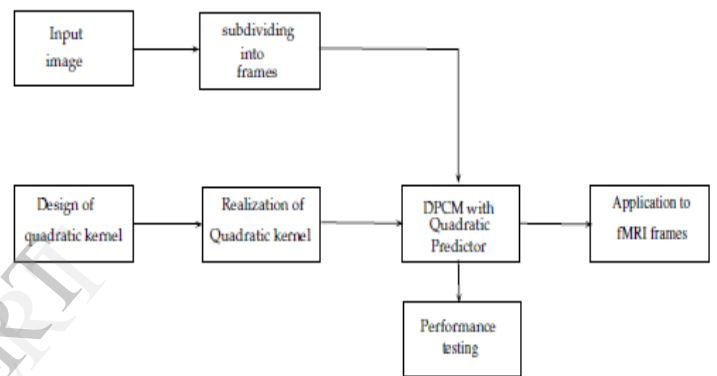 Input
image
subdividing
into
frames
Design of
quadratic kernel
Realization of
Quadratic kernel
DPCM with
Quadratic
Predictor
Application to
fMRI frames
Performance
testing
RT